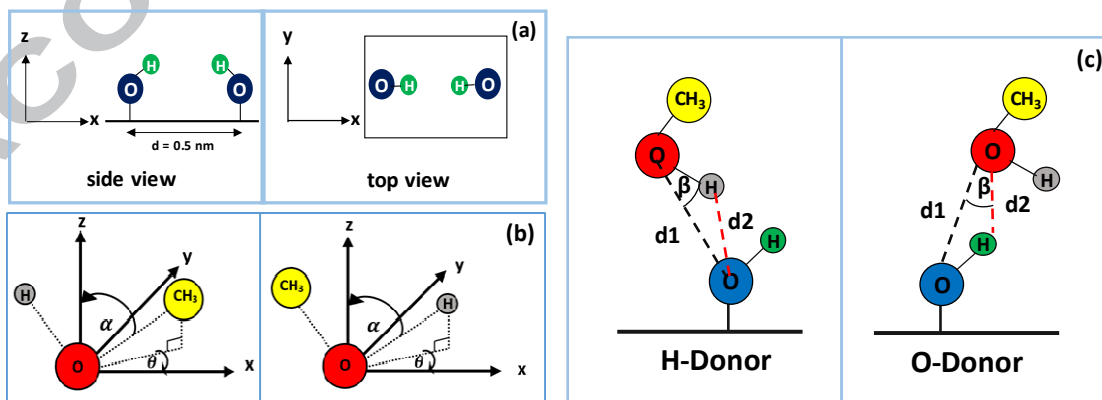 (a)
z
H
O
H
O
x
d = 0.5 nm
side view
y
O
H
H
O
x
top view
(b)
z
y
H
CH3
α
O
θ
x
z
y
CH3
H
α
O
θ
x
(c)
CH3
Q
β
H
d1
d2
H
O
H-Donor
CH3
O
β
H
d1
d2
H
O
O-Donor